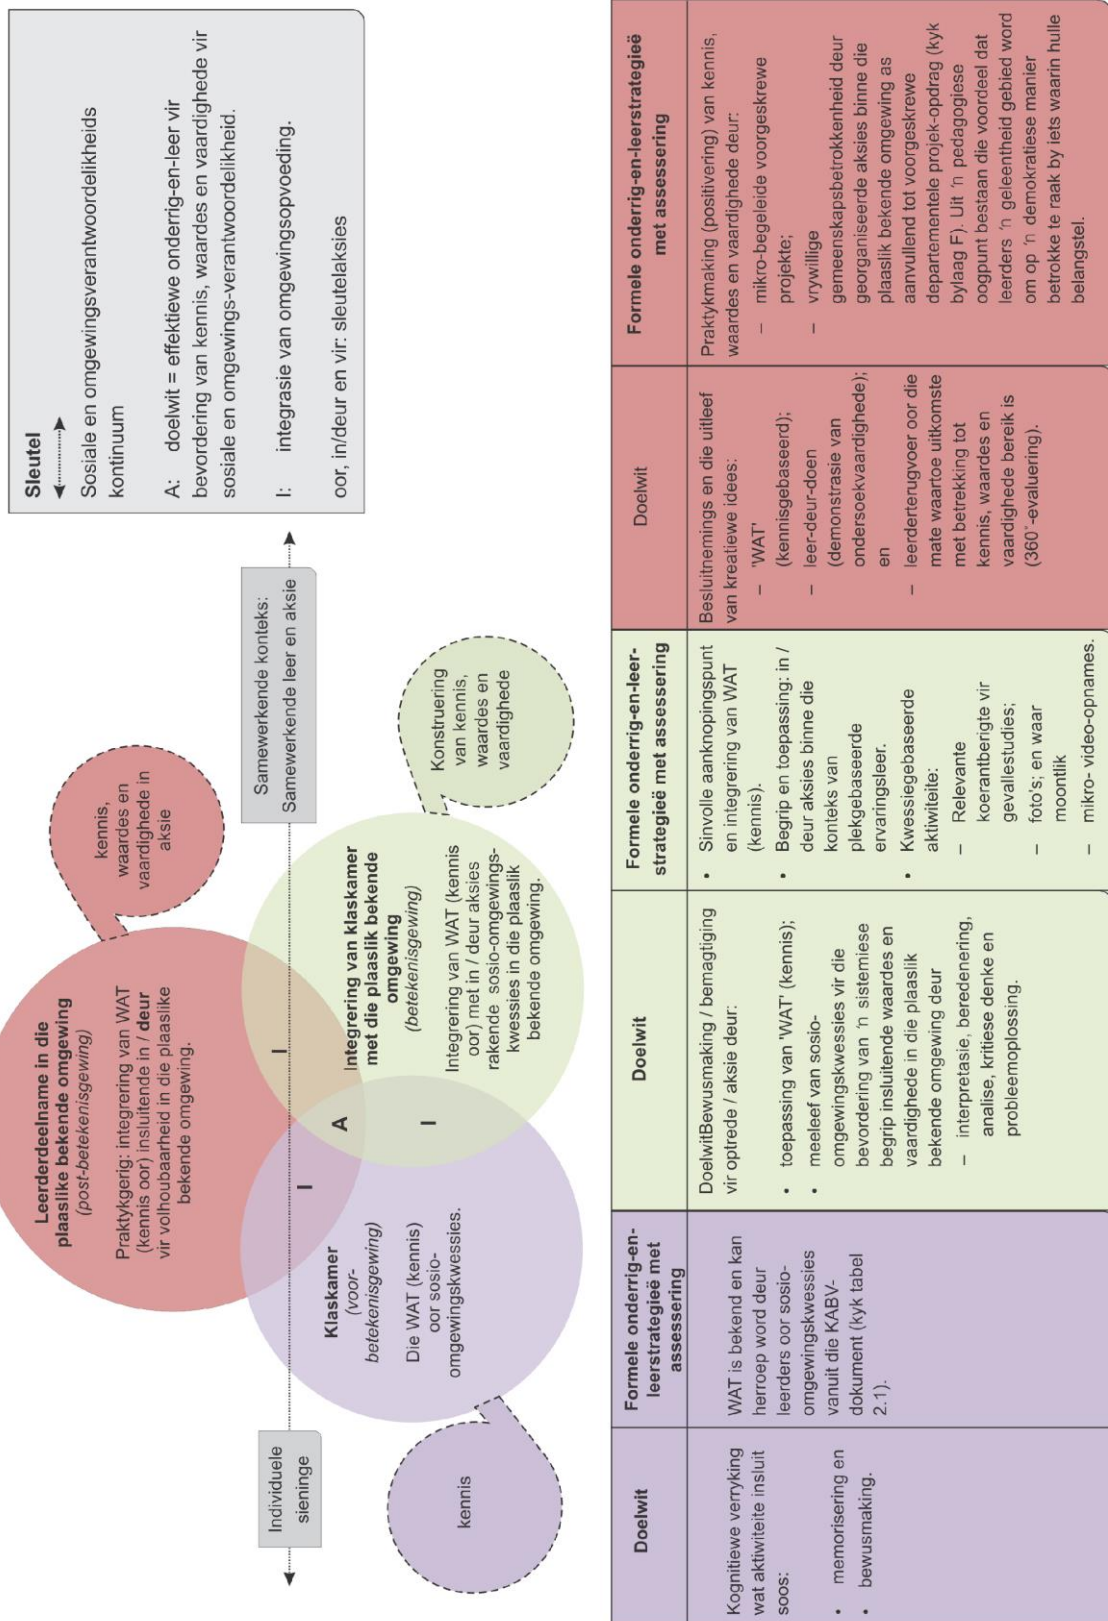 Sleutel
Sosiale en omgewingsverantwoordelikheids
kontinuum
A: doelwit = effektiewe onderrig-en-leer vir
bevordering van kennis, waardes en vaardighede vir
sosiale en omgewings-verantwoordelikheid.
I: integrasie van omgewingsopvoeding.
oor, in/deur en vir: sleutelaksies
Leerderdeelname in die
plaaslike bekende omgewing
(post-betekenisgewing)
Praktykgerig: integrering van WAT
(kennis oor) insluitende in / deur
vir volhoubaarheid in die plaaslike
bekende omgewing.
kennis,
waardes en
vaardighede in
aksie
Individuele
sieninge
Samewerkende konteks:
Samewerkende leer en aksie
I
I
A
I
Klaskamer
(voor-
betekenisgewing)
Die WAT (kennis)
oor sosio-
omgewingskwessies.
Integrering van klaskamer
met die plaaslik bekende
omgewing
(betekenisgewing)
Integrering van WAT (kennis
oor) met in / deur aksies
rakende sosio-omgewings-
kwessies in die plaaslik
bekende omgewing.
kennis
Konstruering
van kennis,
waardes en
vaardighede
Doelwit
Kognitiewe verryking
wat aktiwiteite insluit
soos:
• memorisering en
• bewusmaking.
Formele onderrig-en-
leerstrategieë met
assessering
WAT is bekend en kan
herroep word deur
leerders oor sosio-
omgewingskwessies
vanuit die KABV-
dokument (kyk tabel
2.1).
Doelwit
DoelwitBewusmaking / bemagtiging
vir optrede / aksie deur:
• toepassing van 'WAT' (kennis);
• meeleef van sosio-
omgewingskwessies vir die
bevordering van 'n sistemiese
begrip insluitende waardes en
vaardighede in die plaaslik
bekende omgewing deur
– interpretasie, beredenering,
analise, kritiese denke en
probleemoplossing.
Formele onderrig-en-leer-
strategieë met assessering
• Sinvolle aanknopingspunt
en integrering van WAT
(kennis).
• Begrip en toepassing: in /
deur aksies binne die
konteks van
plekgebaseerde
ervaringsleer.
• Kwessiegebaseerde
aktiwiteite:
– Relevante
koerantberigte vir
gevallestudies;
– foto's; en waar
moontlik
– mikro- video-opnames.
Doelwit
Besluitnemings en die uitleef
van kreatiewe idees:
– 'WAT'
(kennisgebaseerd);
– leer-deur-doen
(demonstrasie van
ondersoekvaardighede);
en
– leerderterugvoer oor die
mate waartoe uitkomste
met betrekking tot
kennis, waardes en
vaardighede bereik is
(360˚-evaluering).
Formele onderrig-en-leerstrategieë
met assessering
Praktykmaking (positivering) van kennis,
waardes en vaardighede deur:
– mikro-begeleide voorgeskrewe
projekte;
– vrywillige
gemeenskapsbetrokkenheid deur
georganiseerde aksies binne die
plaaslik bekende omgewing as
aanvullend tot voorgeskrewe
departementele projek-opdrag (kyk
bylaag F). Uit 'n pedagogiese
oogpunt bestaan die voordeel dat
leerders 'n geleentheid gebied word
om op 'n demokratiese manier
betrokke te raak by iets waarin hulle
belangstel.